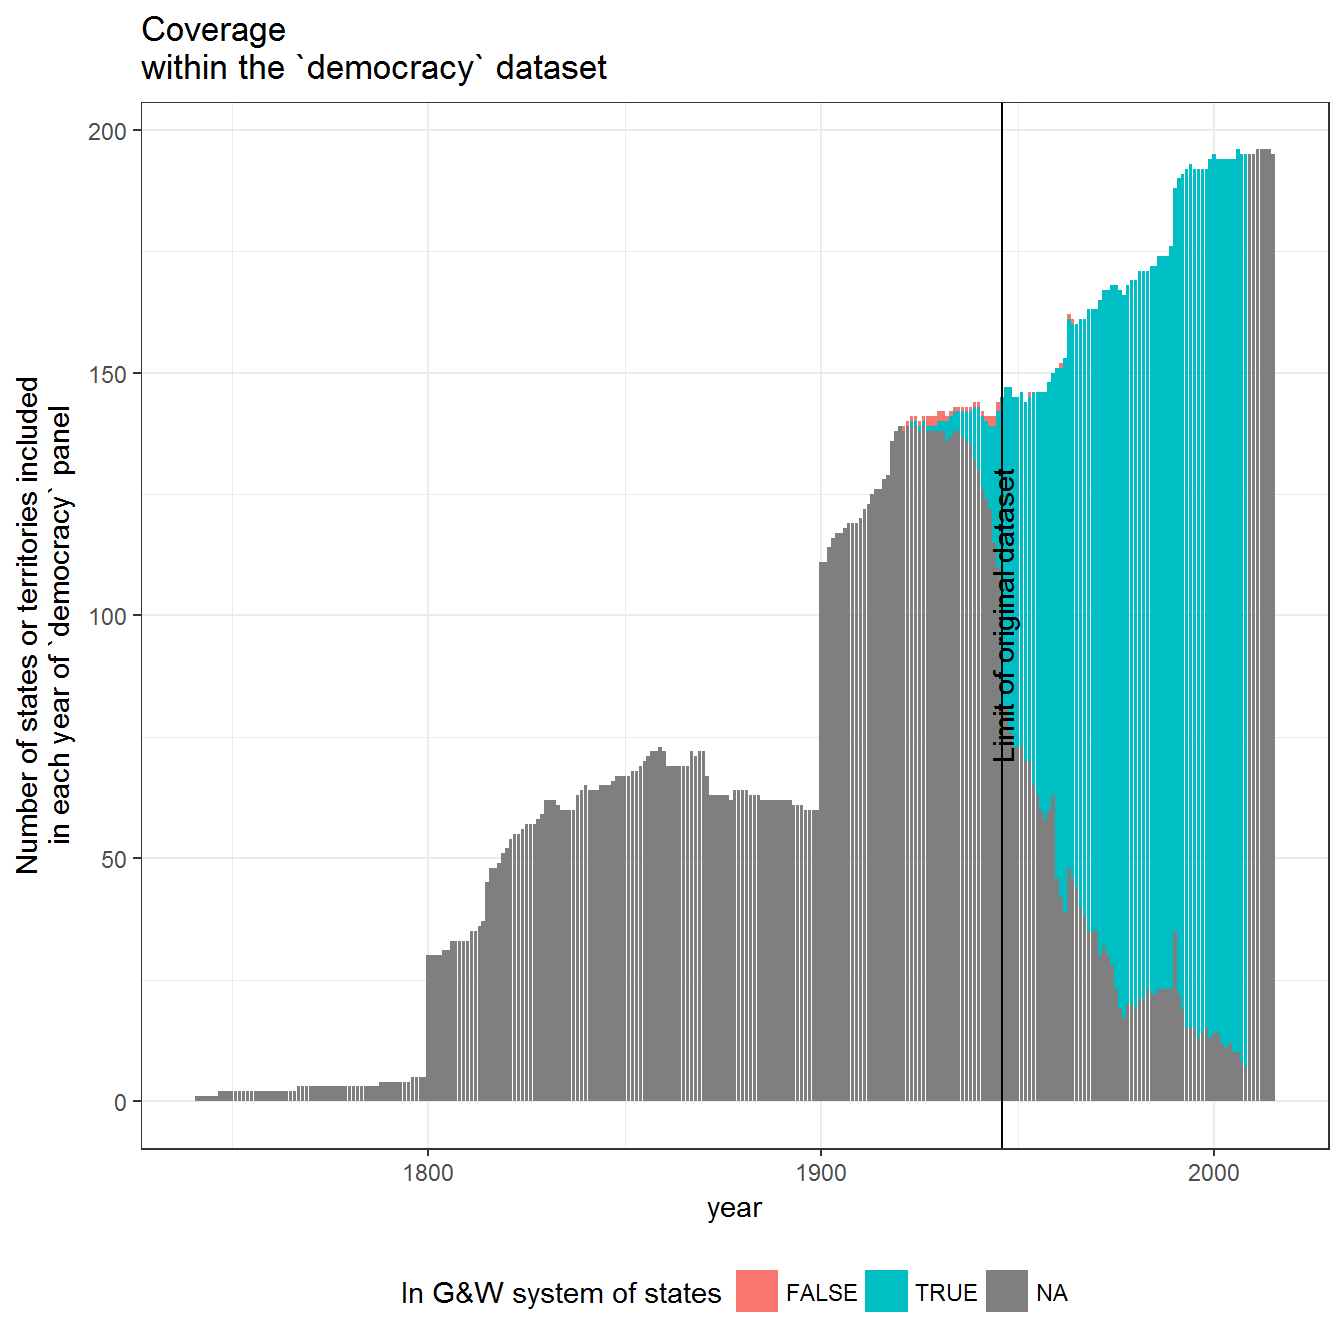 Coverage
within the `democracy` dataset
Number of states or territories included
in each year of `democracy` panel
200
150
100
50
0
Limit of original dataset
1800
1900
2000
year
In G&W system of states
FALSE
TRUE
NA